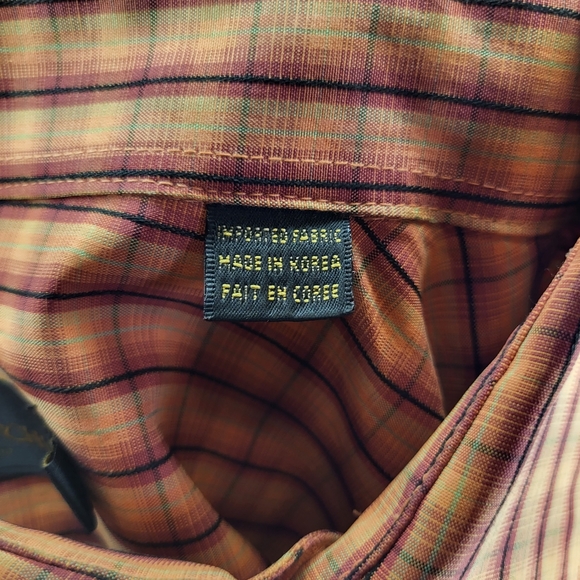 IMPORTED FABRIC
MADE IN KOREA
FAIT EN COREE